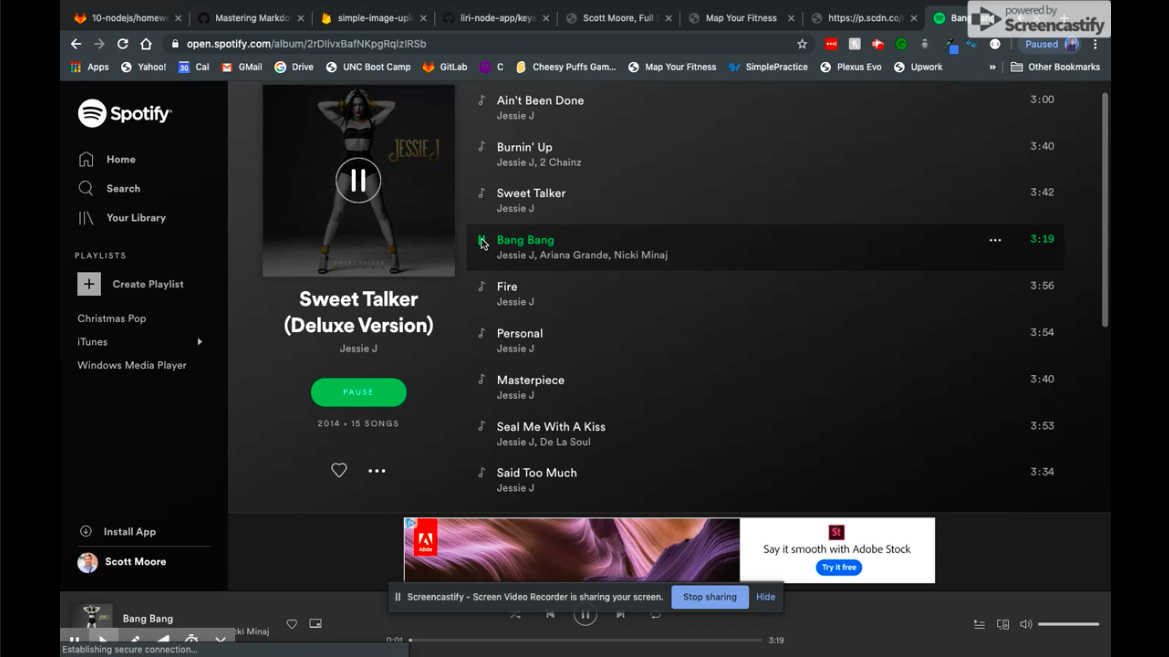 10-nodejs/homew
Mastering Markdo
simple-image-upl
liri-node-app/key
Scott Moore, Full
Map Your Fitness
https://p.scdn.co/
Bang
powered by
Screencastify
open.spotify.com/album/2rDIivxBafNKpgRqlzIRSb
Paused
Apps
Yahoo!
30
Cal
GMail
Drive
UNC Boot Camp
GitLab
C
Cheesy Puffs Gam...
Map Your Fitness
SimplePractice
Plexus Evo
Upwork
»
Other Bookmarks
Spotify
Home
Search
Your Library
PLAYLISTS
Create Playlist
Christmas Pop
iTunes
Windows Media Player
Install App
Scott Moore
JESSIE J
SWEET TALKER
Sweet Talker
(Deluxe Version)
Jessie J
PAUSE
2014 • 15 SONGS
Ain't Been Done 3:00
Jessie J
Burnin' Up 3:40
Jessie J, 2 Chainz
Sweet Talker 3:42
Jessie J
Bang Bang 3:19
Jessie J, Ariana Grande, Nicki Minaj
Fire 3:56
Jessie J
Personal 3:54
Jessie J
Masterpiece 3:40
Jessie J
Seal Me With A Kiss 3:53
Jessie J, De La Soul
Said Too Much 3:34
Jessie J
Adobe
St
Say it smooth with Adobe Stock
Try it free
Screencastify - Screen Video Recorder is sharing your screen.
Stop sharing
Hide
Bang Bang
cki Minaj
0:01
3:19
Establishing secure connection...